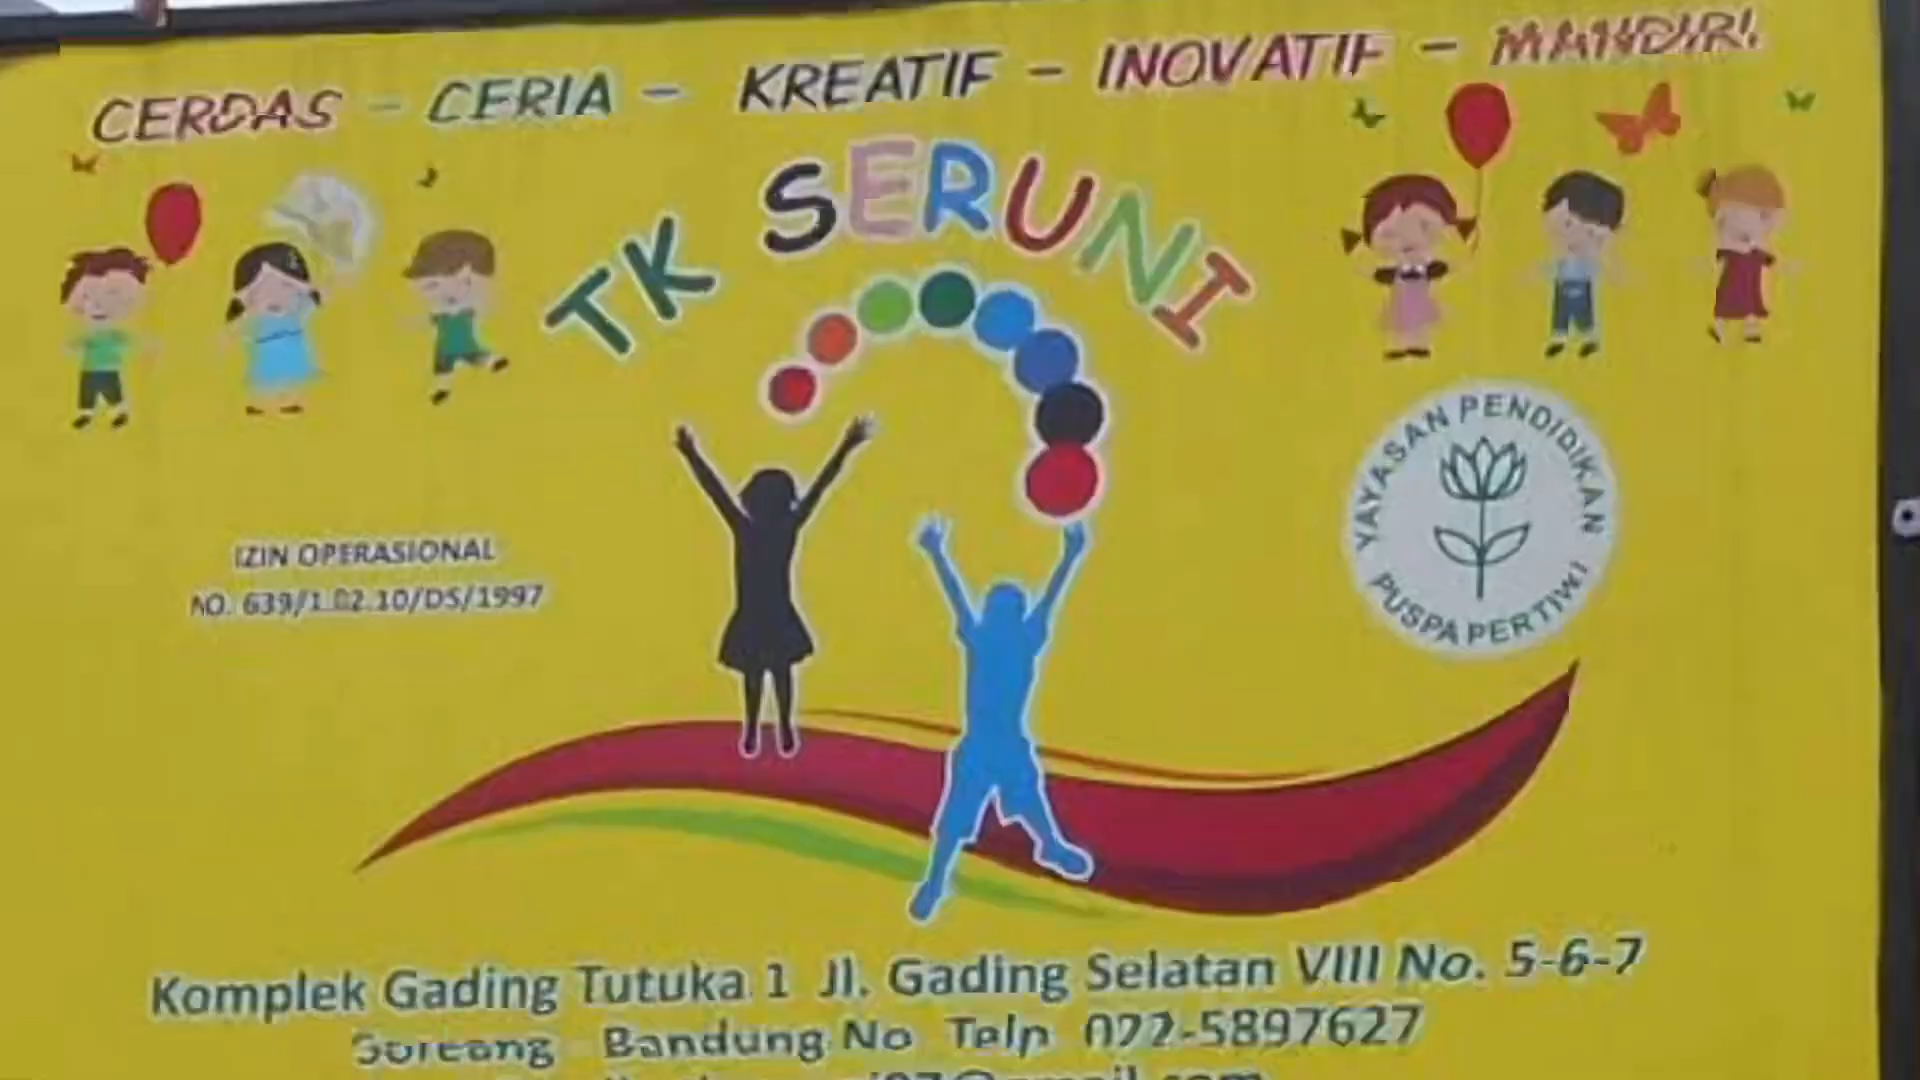 CERDAS - CERIA - KREATIF - INOVATIF - MANDIRI
TK SERUNI
YAYASAN PENDIDIKAN
PUSPA PERTIWI
IZIN OPERASIONAL
NO. 639/1.02.10/DS/1997
Komplek Gading Tutuka 1 Jl. Gading Selatan VIII No. 5-6-7
Soreang - Bandung No Telp 022-5897627